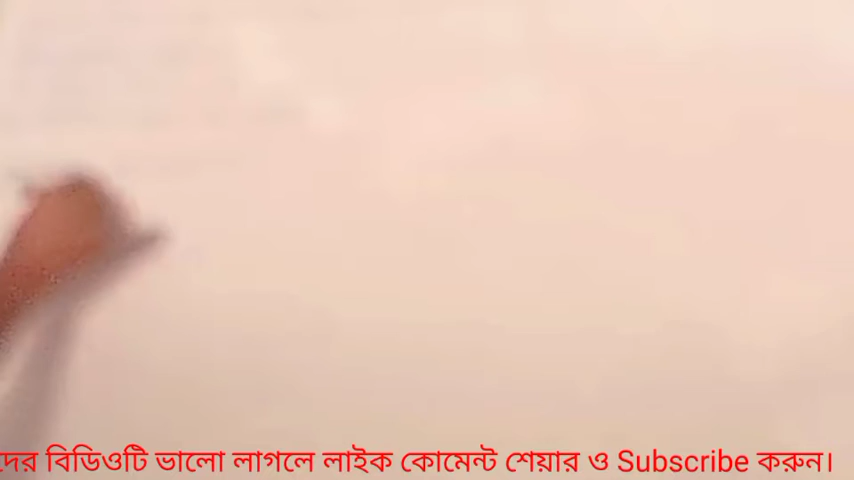 দের বিডিওটি ভালো লাগলে লাইক কোমেন্ট শেয়ার ও Subscribe করুন।